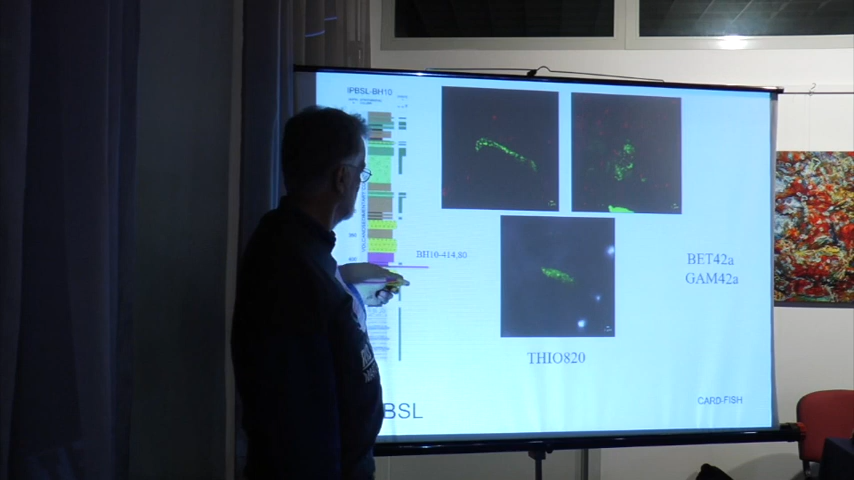 IPBSL-BH10
BH10-414,80
BET42a
GAM42a
THIO820
BSL
CARD-FISH